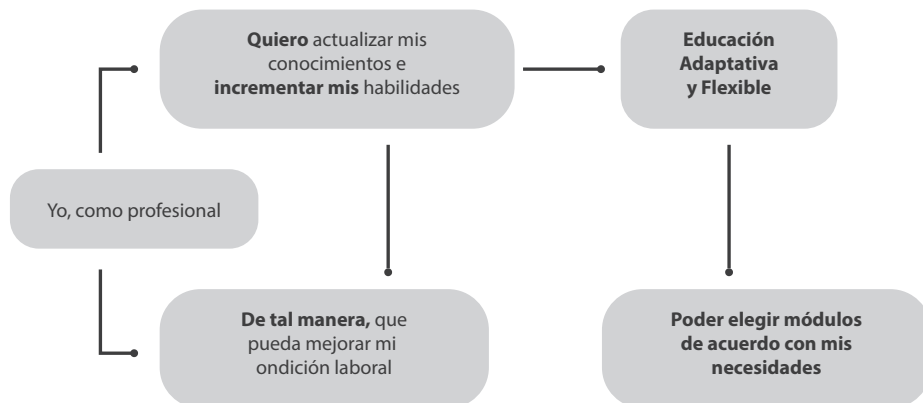 Quiero actualizar mis
conocimientos e
incrementar mis habilidades
Educación
Adaptativa
y Flexible
Yo, como profesional
De tal manera, que
pueda mejorar mi
ondición laboral
Poder elegir módulos
de acuerdo con mis
necesidades